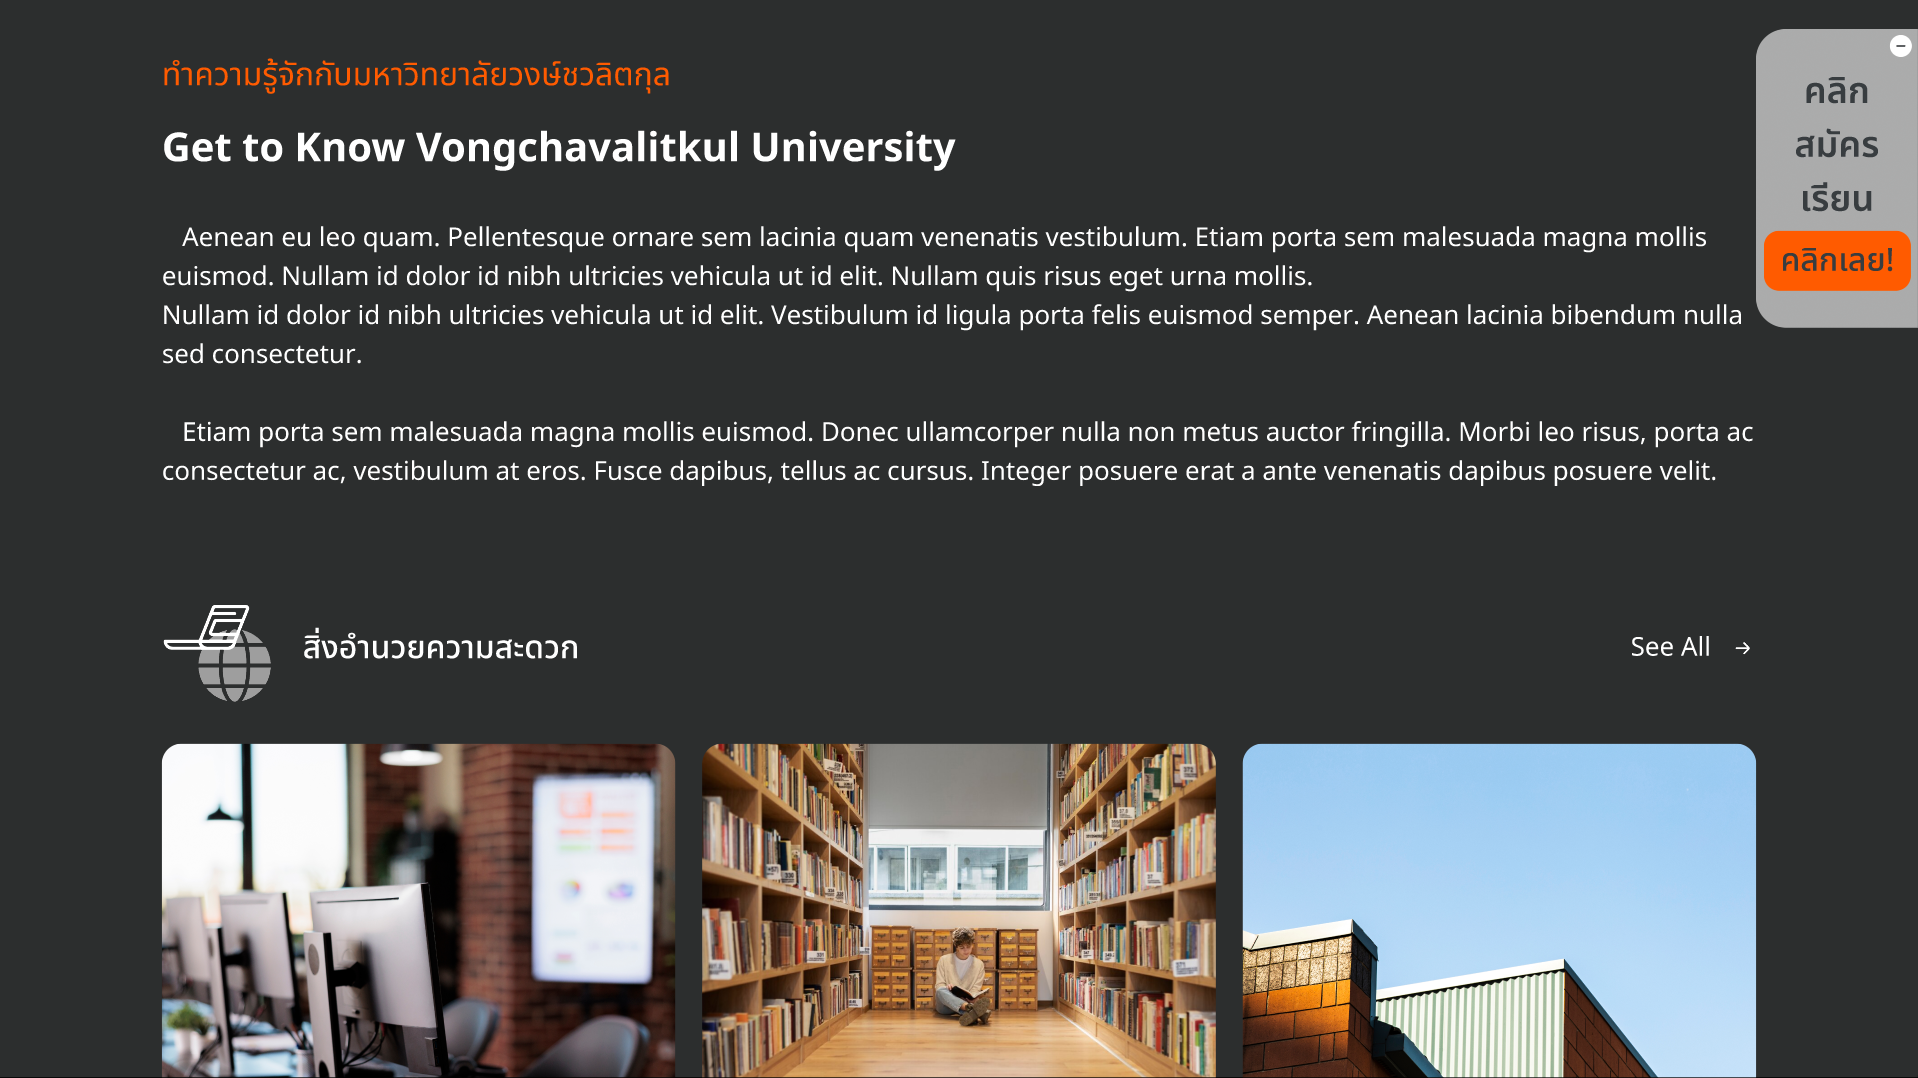 ทำความรู้จักกับมหาวิทยาลัยวงษ์ชวลิตกุล
Get to Know Vongchavalitkul University
Aenean eu leo quam. Pellentesque ornare sem lacinia quam venenatis vestibulum. Etiam porta sem malesuada magna mollis
euismod. Nullam id dolor id nibh ultricies vehicula ut id elit. Nullam quis risus eget urna mollis.
Nullam id dolor id nibh ultricies vehicula ut id elit. Vestibulum id ligula porta felis euismod semper. Aenean lacinia bibendum nulla
sed consectetur.
Etiam porta sem malesuada magna mollis euismod. Donec ullamcorper nulla non metus auctor fringilla. Morbi leo risus, porta ac
consectetur ac, vestibulum at eros. Fusce dapibus, tellus ac cursus. Integer posuere erat a ante venenatis dapibus posuere velit.
คลิก
สมัคร
เรียน
คลิกเลย!
สิ่งอำนวยความสะดวก
See All →